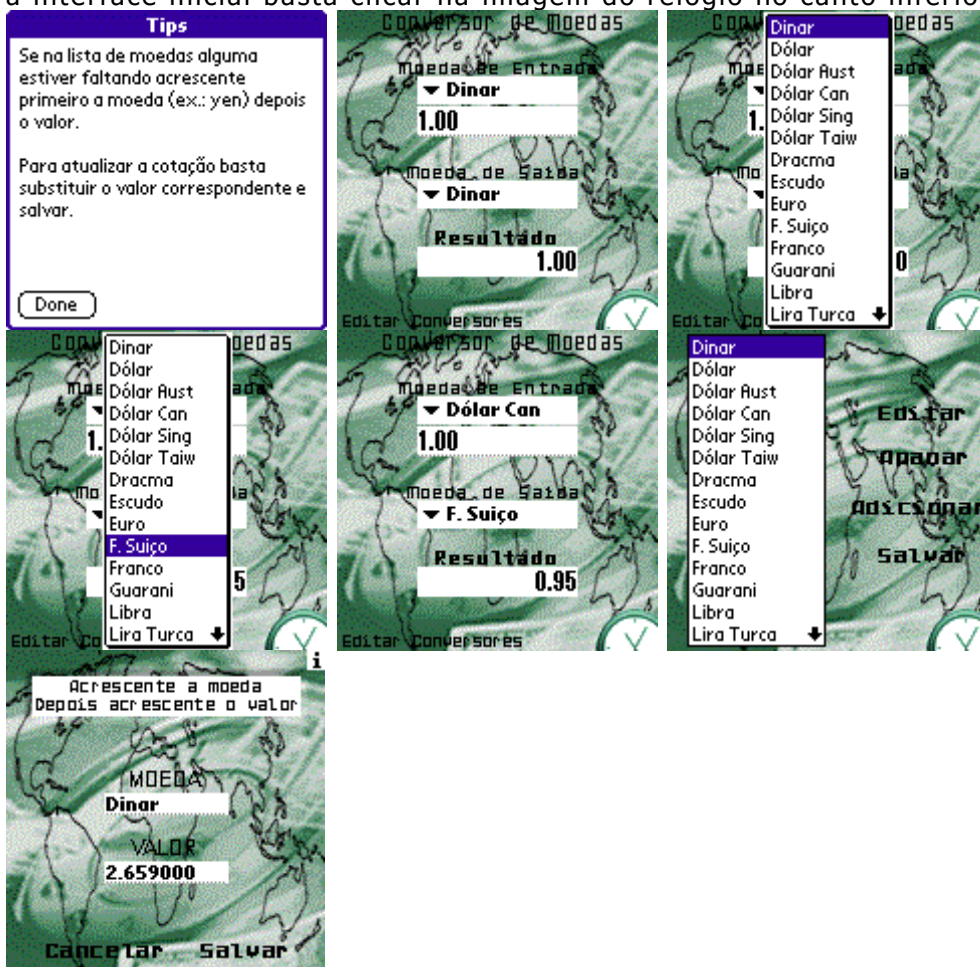 a interface inicial basta clicar na imagem do relógio no canto inferio
Tips
Se na lista de moedas alguma
estiver faltando acrescente
primeiro a moeda (ex.: yen) depois
o valor.
Para atualizar a cotação basta
substituir o valor correspondente e
salvar.
Done
Conversor de Moedas
Moeda de Entrada
Dinar
1.00
Moeda de Saída
Dinar
Resultado
1.00
Editar Conversores
Dinar
Dólar
Dólar Aust
Dólar Can
Dólar Sing
Dólar Taiw
Dracma
Escudo
Euro
F. Suiço
Franco
Guarani
Libra
Lira Turca
Editar
Dinar
Dólar
Dólar Aust
Dólar Can
Dólar Sing
Dólar Taiw
Dracma
Escudo
Euro
F. Suiço
Franco
Guarani
Libra
Lira Turca
Editar
Conversor de Moedas
Moeda de Entrada
Dólar Can
1.00
Moeda de Saída
F. Suiço
Resultado
0.95
Editar Conversores
Dinar
Dólar
Dólar Aust
Dólar Can
Dólar Sing
Dólar Taiw
Dracma
Escudo
Euro
F. Suiço
Franco
Guarani
Libra
Lira Turca
Editar
Apagar
Adicionar
Salvar
i
Acrescente a moeda
Depois acrescente o valor
MOEDA
Dinar
VALOR
2.659000
Cancelar Salvar